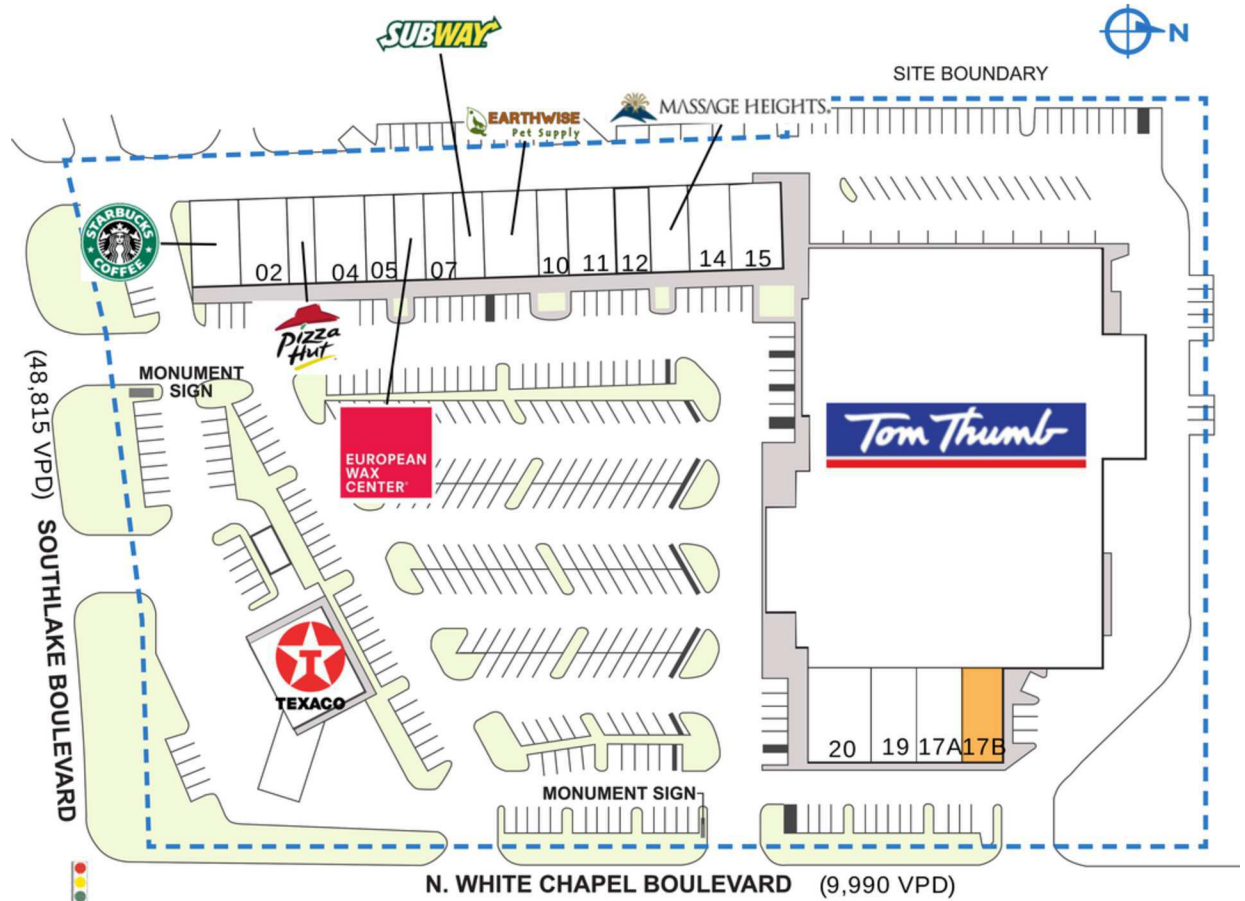 SUBWAY
N
SITE BOUNDARY
EARTHWISE
Pet Supply
MASSAGE HEIGHTS
STARBUCKS
COFFEE
02
04
05
07
10
11
12
14
15
Pizza
Hut
MONUMENT
SIGN
(48,815 VPD)
SOUTHLAKE BOULEVARD
EUROPEAN
WAX
CENTER
Tom Thumb
T
TEXACO
20
19
17A
17B
MONUMENT SIGN
N. WHITE CHAPEL BOULEVARD (9,990 VPD)